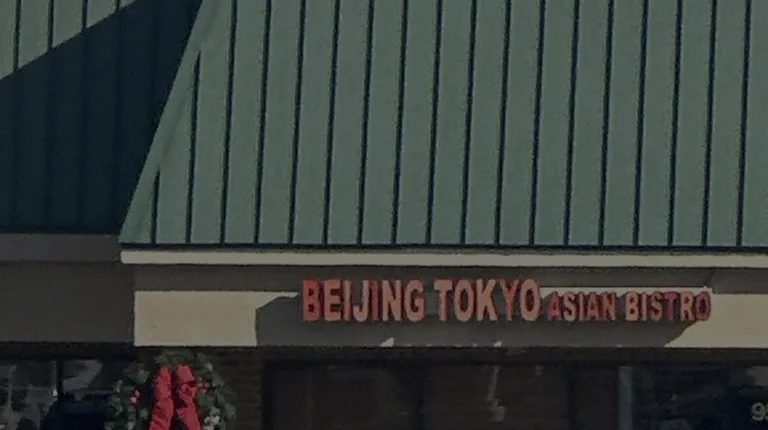 BEIJING TOKYO ASIAN BISTRO